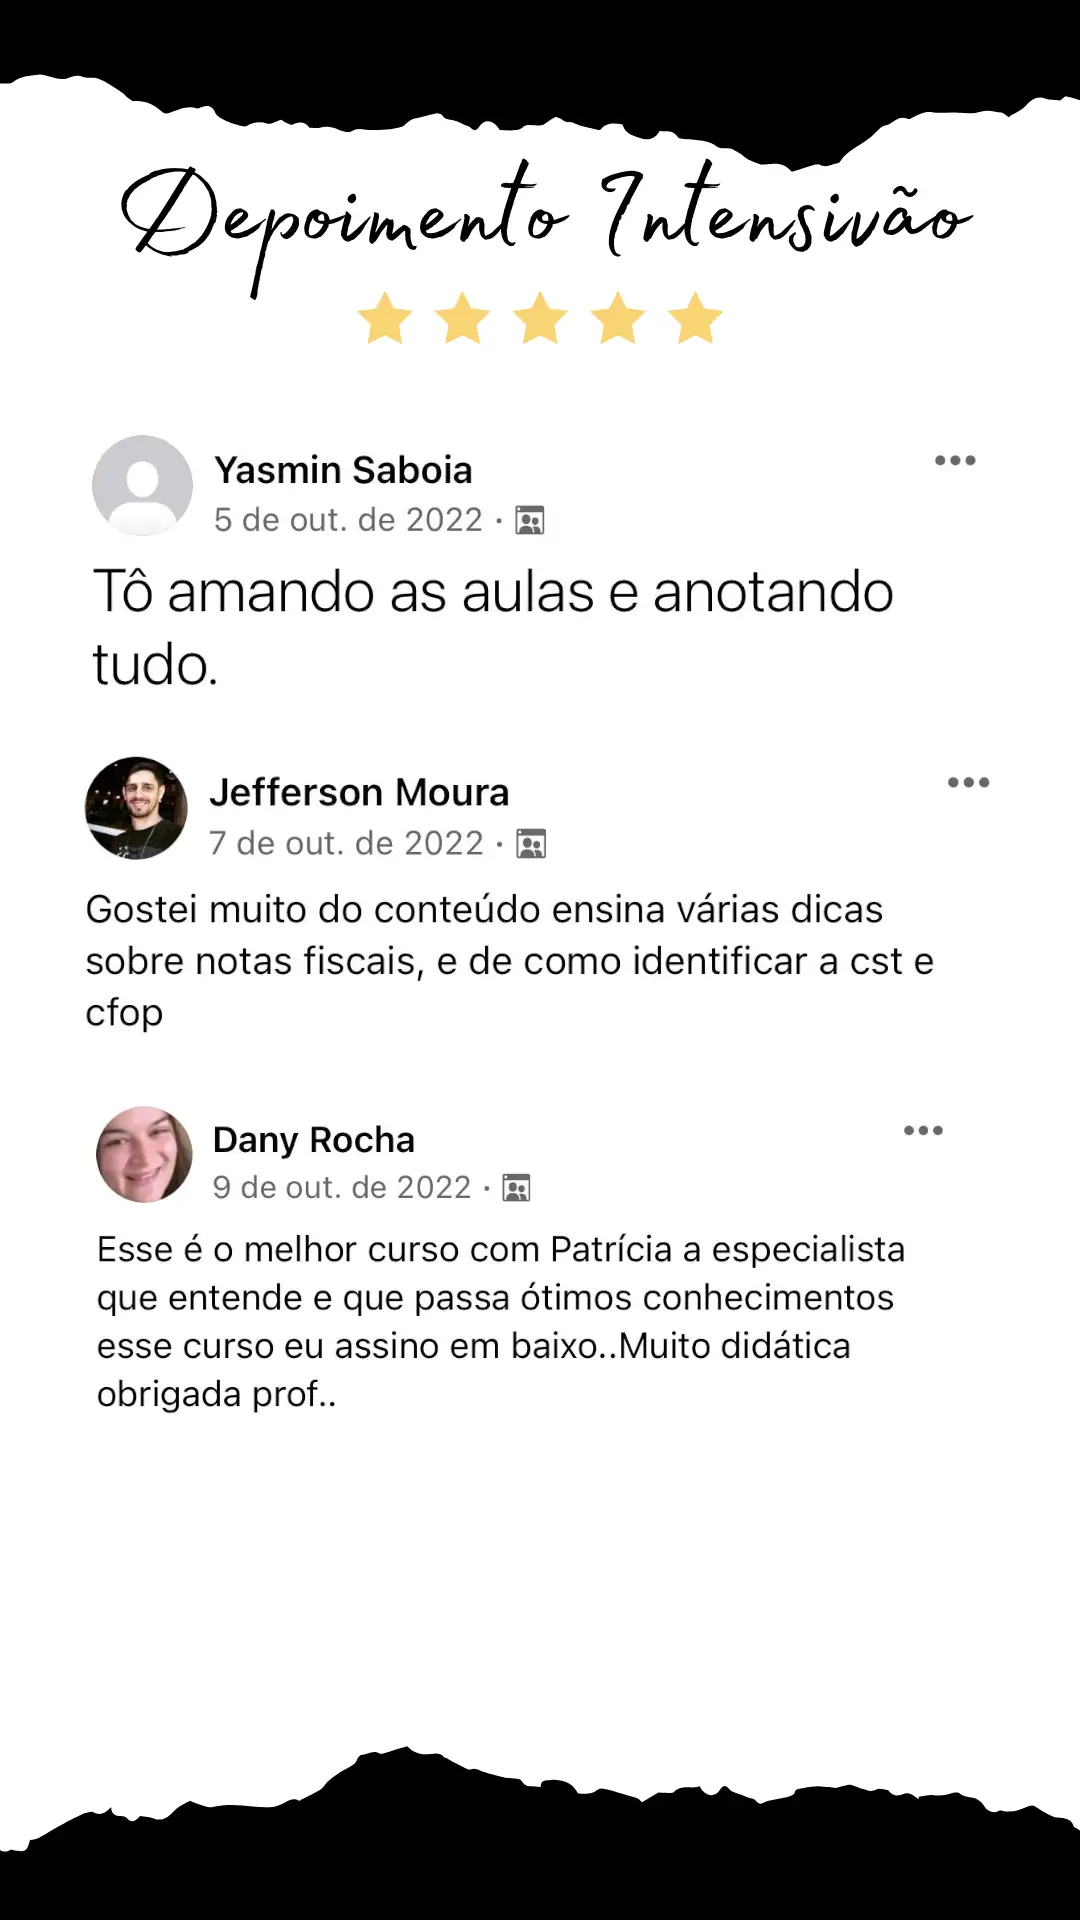 Depoimento Intensivão
Yasmin Saboia
5 de out. de 2022 ·
Tô amando as aulas e anotando
tudo.
Jefferson Moura
7 de out. de 2022 ·
Gostei muito do conteúdo ensina várias dicas
sobre notas fiscais, e de como identificar a cst e
cfop
Dany Rocha
9 de out. de 2022 ·
Esse é o melhor curso com Patrícia a especialista
que entende e que passa ótimos conhecimentos
esse curso eu assino em baixo..Muito didática
obrigada prof..